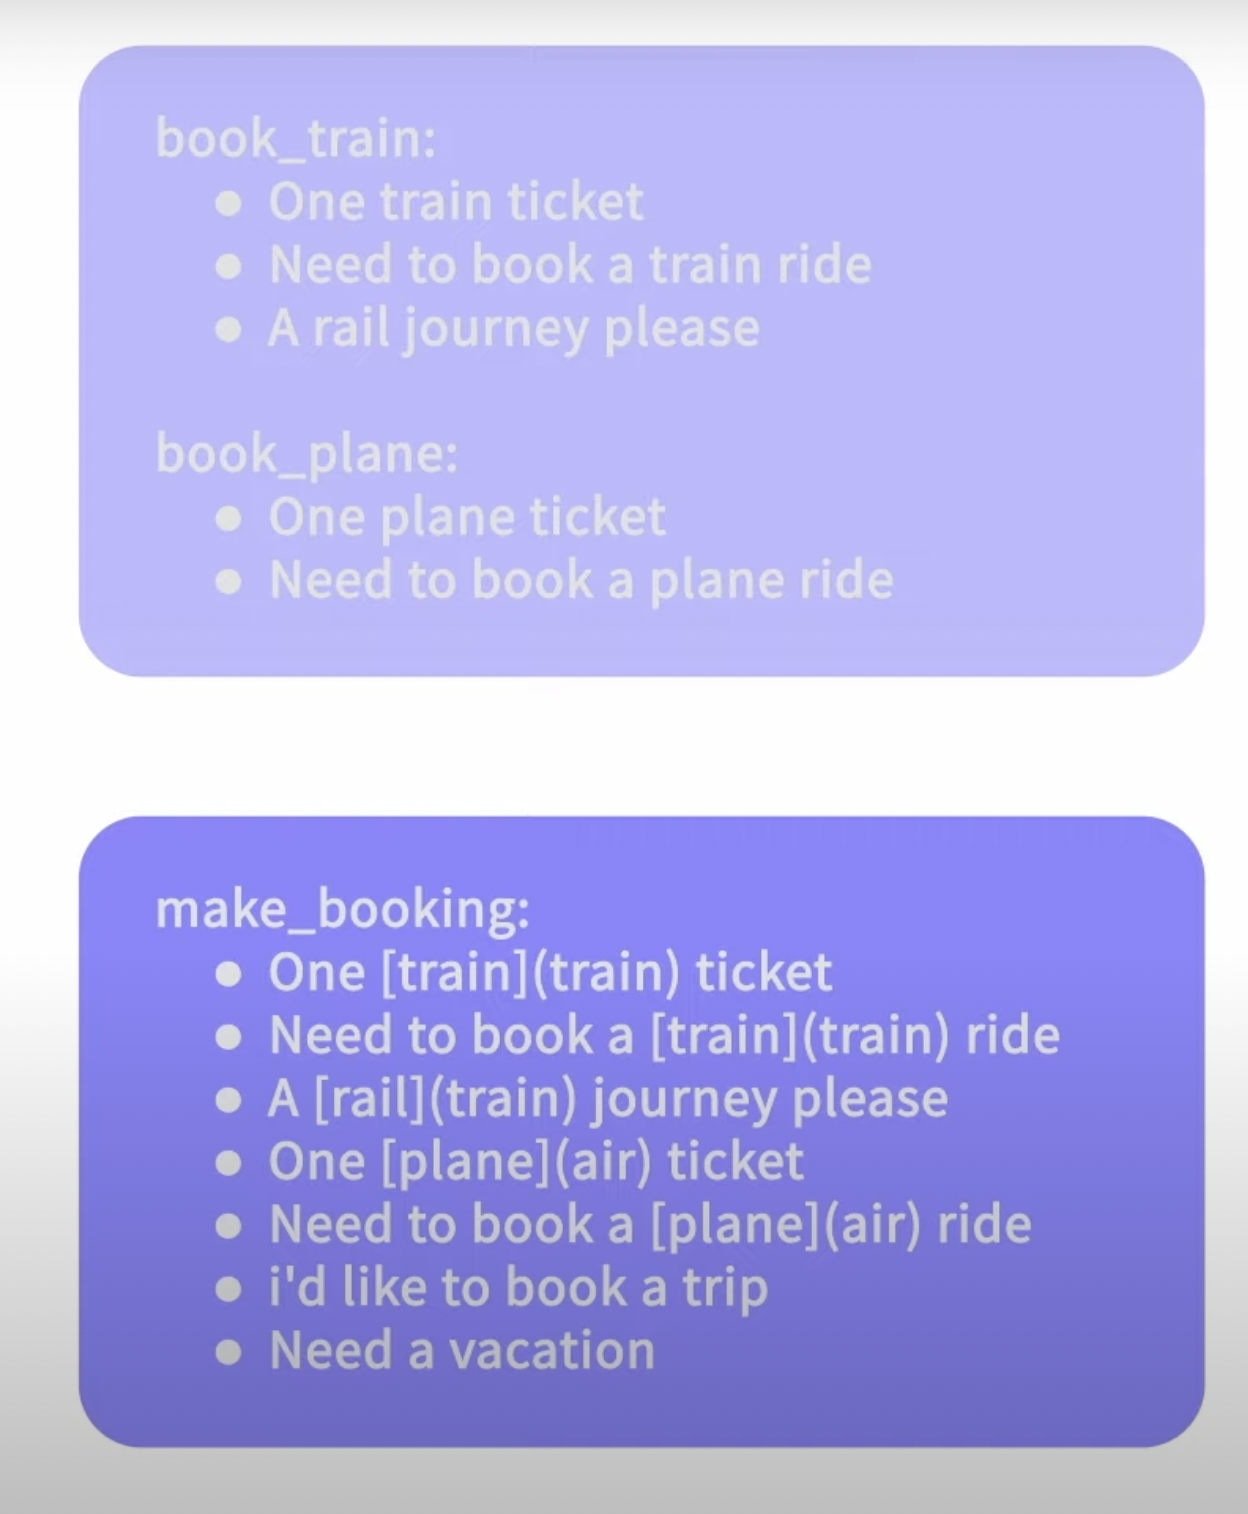 book_train:
● One train ticket
● Need to book a train ride
● A rail journey please
book_plane:
● One plane ticket
● Need to book a plane ride
make_booking:
● One [train](train) ticket
● Need to book a [train](train) ride
● A [rail](train) journey please
● One [plane](air) ticket
● Need to book a [plane](air) ride
● i'd like to book a trip
● Need a vacation